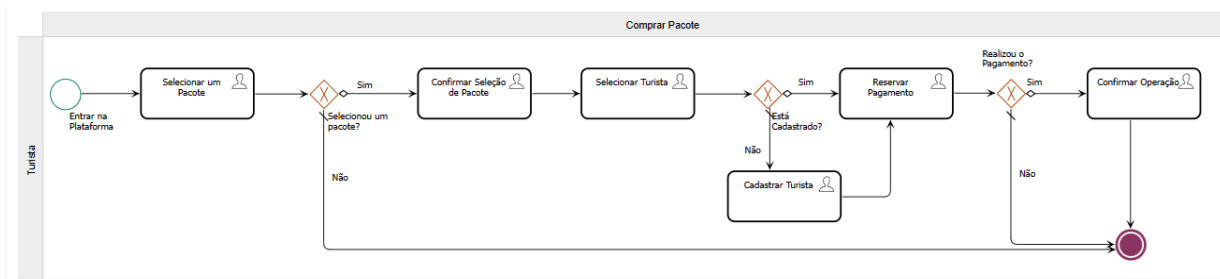 Comprar Pacote
Turista
Entrar na
Plataforma
Selecionar um
Pacote
Selecionou um
pacote?
Sim
Não
Confirmar Seleção
de Pacote
Selecionar Turista
Está
Cadastrado?
Sim
Não
Cadastrar Turista
Reservar
Pagamento
Realizou o
Pagamento?
Sim
Não
Confirmar Operação